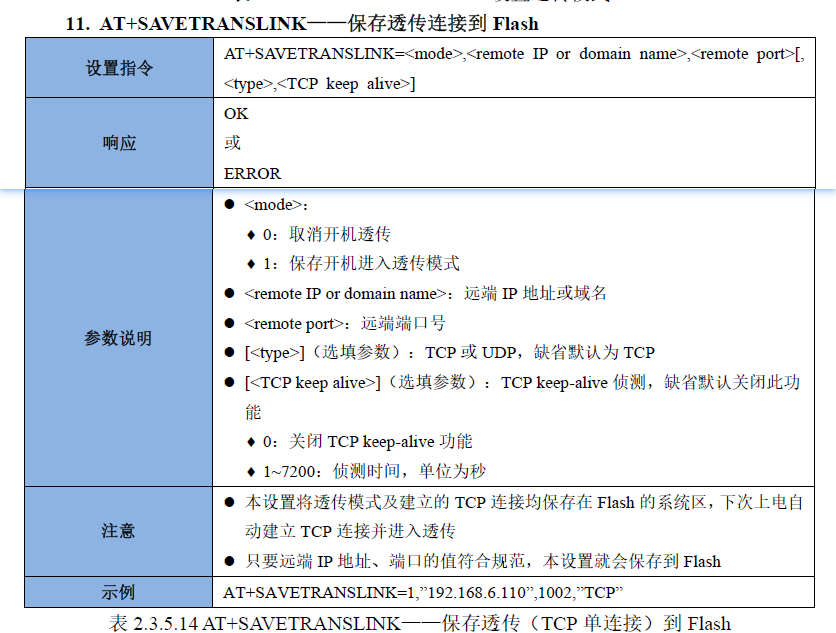 11. AT+SAVETRANSLINK——保存透传连接到 Flash
设置指令
AT+SAVETRANSLINK=<mode>,<remote IP or domain name>,<remote port>[,
<type>,<TCP keep alive>]
响应
OK
或
ERROR
参数说明
● <mode>：
♦ 0：取消开机透传
♦ 1：保存开机进入透传模式
● <remote IP or domain name>：远端 IP 地址或域名
● <remote port>：远端端口号
● [<type>]（选填参数）：TCP 或 UDP，缺省默认为 TCP
● [<TCP keep alive>]（选填参数）：TCP keep-alive 侦测，缺省默认关闭此功
能
♦ 0：关闭 TCP keep-alive 功能
♦ 1~7200：侦测时间，单位为秒
注意
● 本设置将透传模式及建立的 TCP 连接均保存在 Flash 的系统区，下次上电自
动建立 TCP 连接并进入透传
● 只要远端 IP 地址、端口的值符合规范，本设置就会保存到 Flash
示例
AT+SAVETRANSLINK=1,”192.168.6.110”,1002,”TCP”
表 2.3.5.14 AT+SAVETRANSLINK——保存透传（TCP 单连接）到 Flash